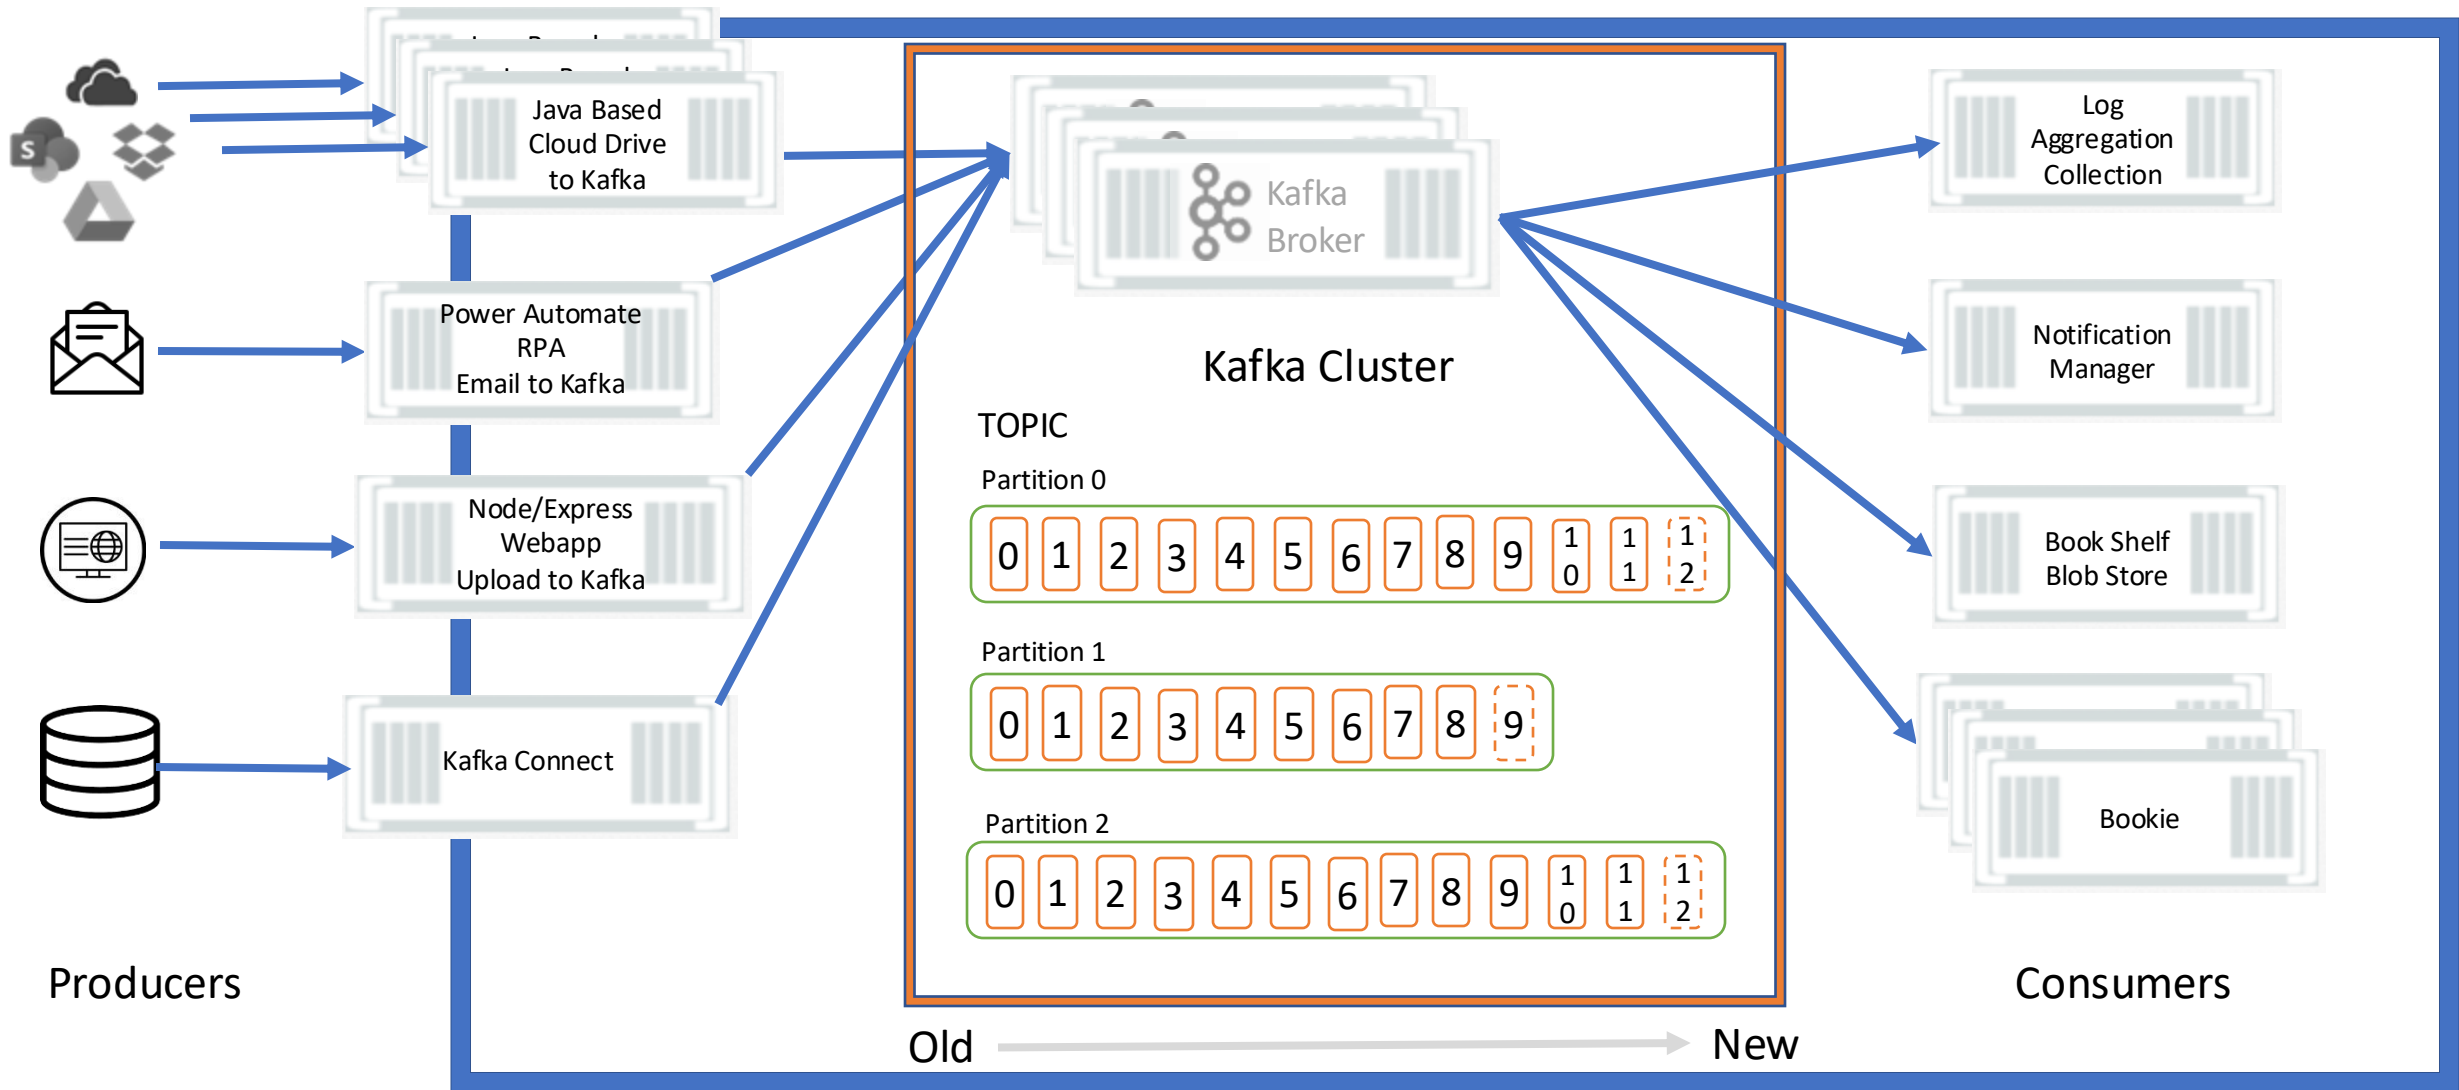 Java Based
Cloud Drive
to Kafka
S
Kafka
Broker
Log
Aggregation
Collection
Power Automate
RPA
Email to Kafka
Notification
Manager
Kafka Cluster
TOPIC
Partition 0
0 1 2 3 4 5 6 7 8 9 10 11 12
Node/Express
Webapp
Upload to Kafka
Book Shelf
Blob Store
Partition 1
0 1 2 3 4 5 6 7 8 9
Kafka Connect
Bookie
Partition 2
0 1 2 3 4 5 6 7 8 9 10 11 12
Producers
Consumers
Old
New